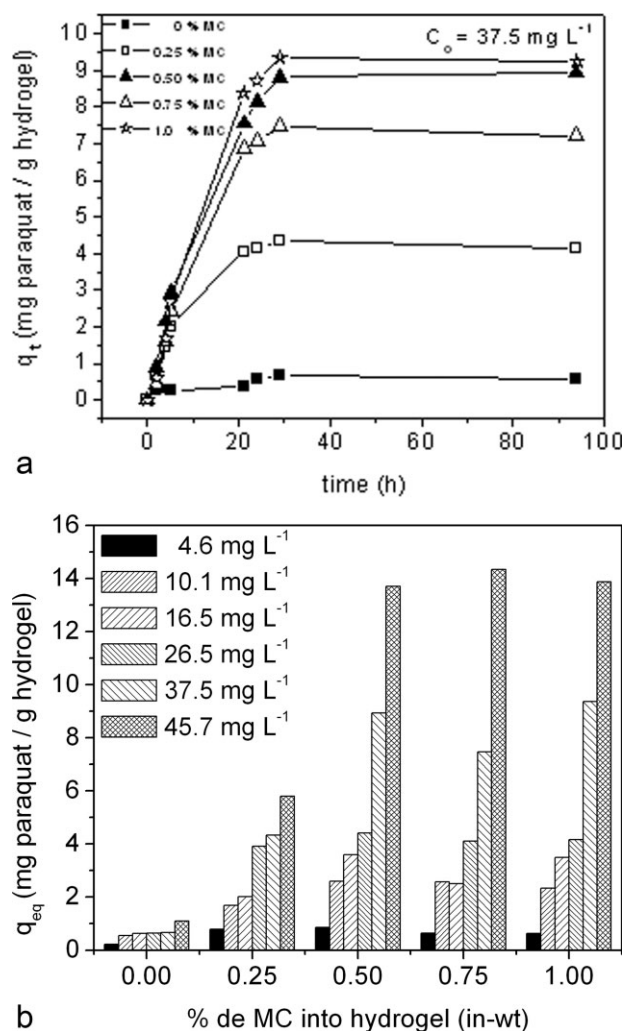 10
9
8
7
6
5
4
3
2
1
0
q_t (mg paraquat / g hydrogel)
0 % MC
0.25 % MC
0.50 % MC
0.75 % MC
1.0 % MC
C_o = 37.5 mg L⁻¹
0 20 40 60 80 100
time (h)
a
16
14
12
10
8
6
4
2
0
q_eq (mg paraquat / g hydrogel)
4.6 mg L⁻¹
10.1 mg L⁻¹
16.5 mg L⁻¹
26.5 mg L⁻¹
37.5 mg L⁻¹
45.7 mg L⁻¹
0.00 0.25 0.50 0.75 1.00
% de MC into hydrogel (in-wt)
b